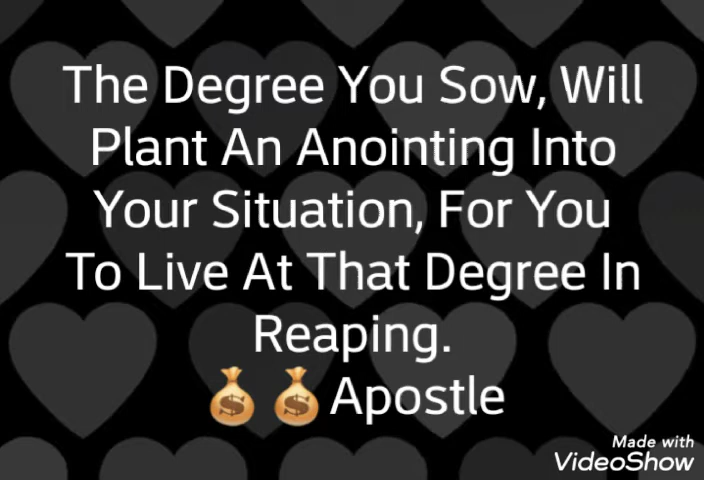 The Degree You Sow, Will
Plant An Anointing Into
Your Situation, For You
To Live At That Degree In
Reaping.
💰💰Apostle
Made with
VideoShow